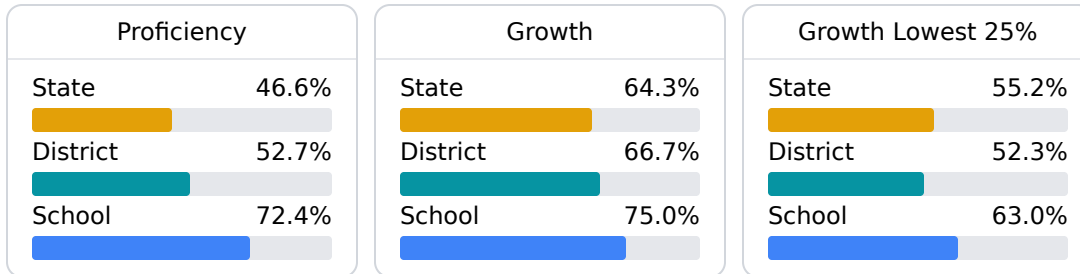 Proficiency
State 46.6%
District 52.7%
School 72.4%
Growth
State 64.3%
District 66.7%
School 75.0%
Growth Lowest 25%
State 55.2%
District 52.3%
School 63.0%